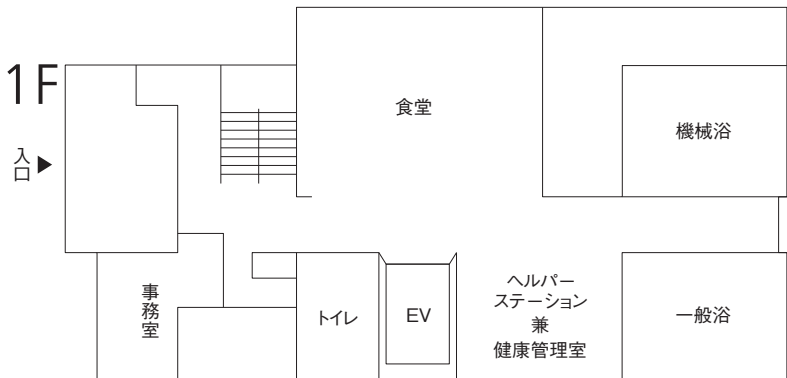 1F
入口
食堂
機械浴
事務室
トイレ
EV
ヘルパー
ステーション
兼
健康管理室
一般浴